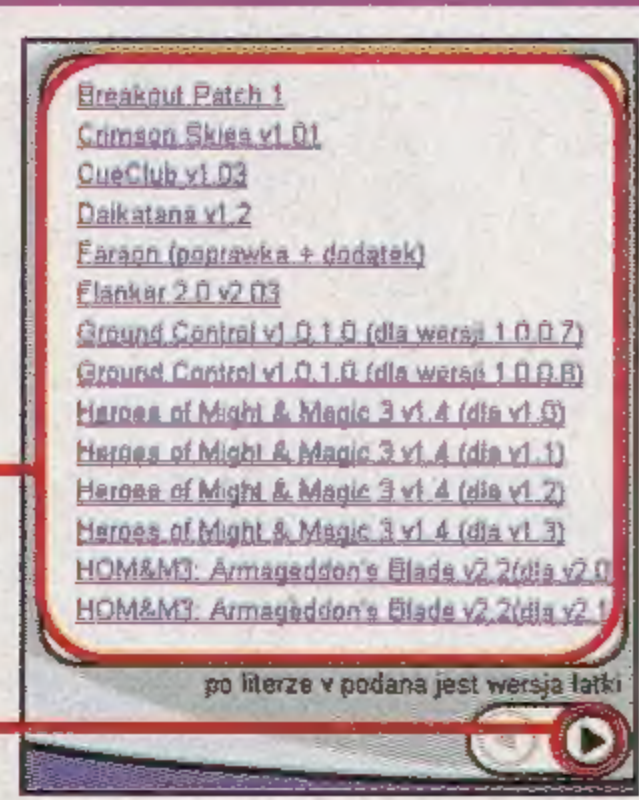 Breakout Patch 1
Crimson Skies v1.01
CueClub v1.03
Daikatana v1.2
Faraon (poprawka + dodatek)
Flanker 2.0 v2.03
Ground Control v1.0.1.0 (dla wersji 1.0.0.7)
Ground Control v1.0.1.0 (dla wersji 1.0.0.8)
Heroes of Might & Magic 3 v1.4 (dla v1.0)
Heroes of Might & Magic 3 v1.4 (dla v1.1)
Heroes of Might & Magic 3 v1.4 (dla v1.2)
Heroes of Might & Magic 3 v1.4 (dla v1.3)
HOM&M3: Armageddon's Blade v2.2(dla v2.0
HOM&M3: Armageddon's Blade v2.2(dla v2.1
po literze v podana jest wersja łatki